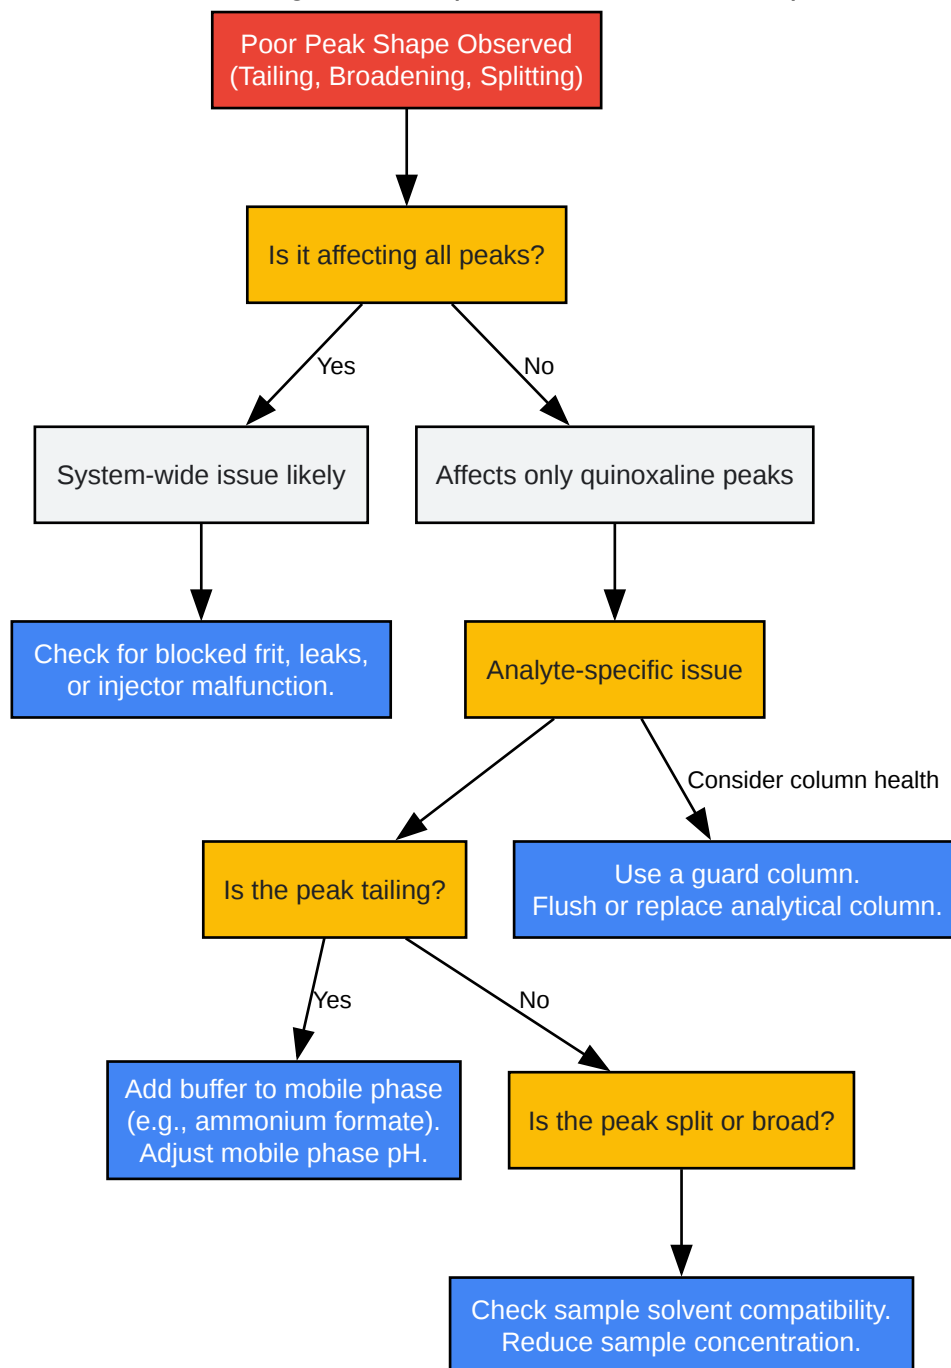 Poor Peak Shape Observed
(Tailing, Broadening, Splitting)
Is it affecting all peaks?
Yes
No
System-wide issue likely
Affects only quinoxaline peaks
Check for blocked frit, leaks,
or injector malfunction.
Analyte-specific issue
Consider column health
Is the peak tailing?
Use a guard column.
Flush or replace analytical column.
Yes
No
Add buffer to mobile phase
(e.g., ammonium formate).
Adjust mobile phase pH.
Is the peak split or broad?
Check sample solvent compatibility.
Reduce sample concentration.